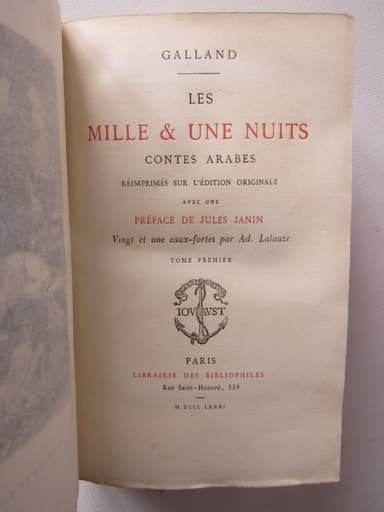 GALLAND
LES
MILLE & UNE NUITS
CONTES ARABES
RÉIMPRIMÉS SUR L'ÉDITION ORIGINALE
AVEC UNE
PRÉFACE DE JULES JANIN
Vingt et une eaux-fortes par Ad. Lalauze
TOME PREMIER
IOVAVST
PARIS
LIBRAIRIE DES BIBLIOPHILES
Rue Saint-Honoré, 338
M DCCC LXXXI